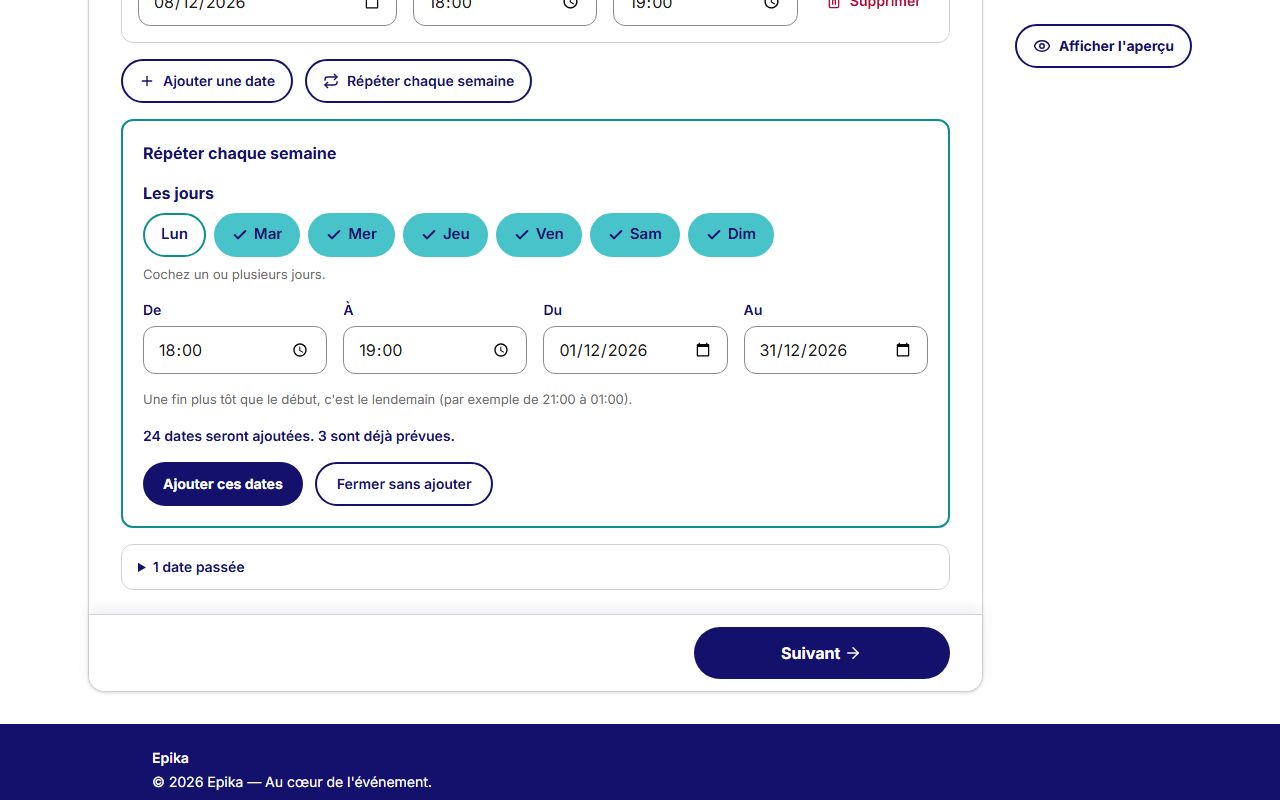 08/12/2026 18:00 19:00 Supprimer
Ajouter une date Répéter chaque semaine
Afficher l'aperçu
Répéter chaque semaine
Les jours
Lun Mar Mer Jeu Ven Sam Dim
Cochez un ou plusieurs jours.
De À Du Au
18:00 19:00 01/12/2026 31/12/2026
Une fin plus tôt que le début, c'est le lendemain (par exemple de 21:00 à 01:00).
24 dates seront ajoutées. 3 sont déjà prévues.
Ajouter ces dates Fermer sans ajouter
1 date passée
Suivant
Epika
© 2026 Epika — Au cœur de l'événement.